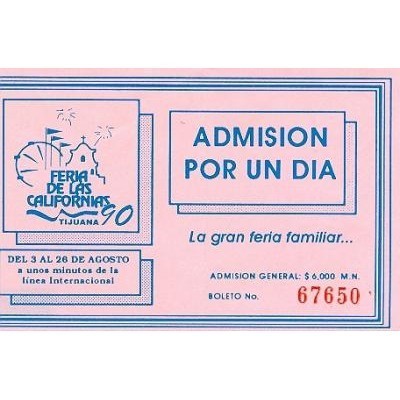 FERIA
DE LAS
CALIFORNIAS
90
TIJUANA
DEL 3 AL 26 DE AGOSTO
a unos minutos de la
línea Internacional
ADMISION
POR UN DIA
La gran feria familiar...
ADMISION GENERAL: $ 6,000 M.N.
BOLETO No. 67650